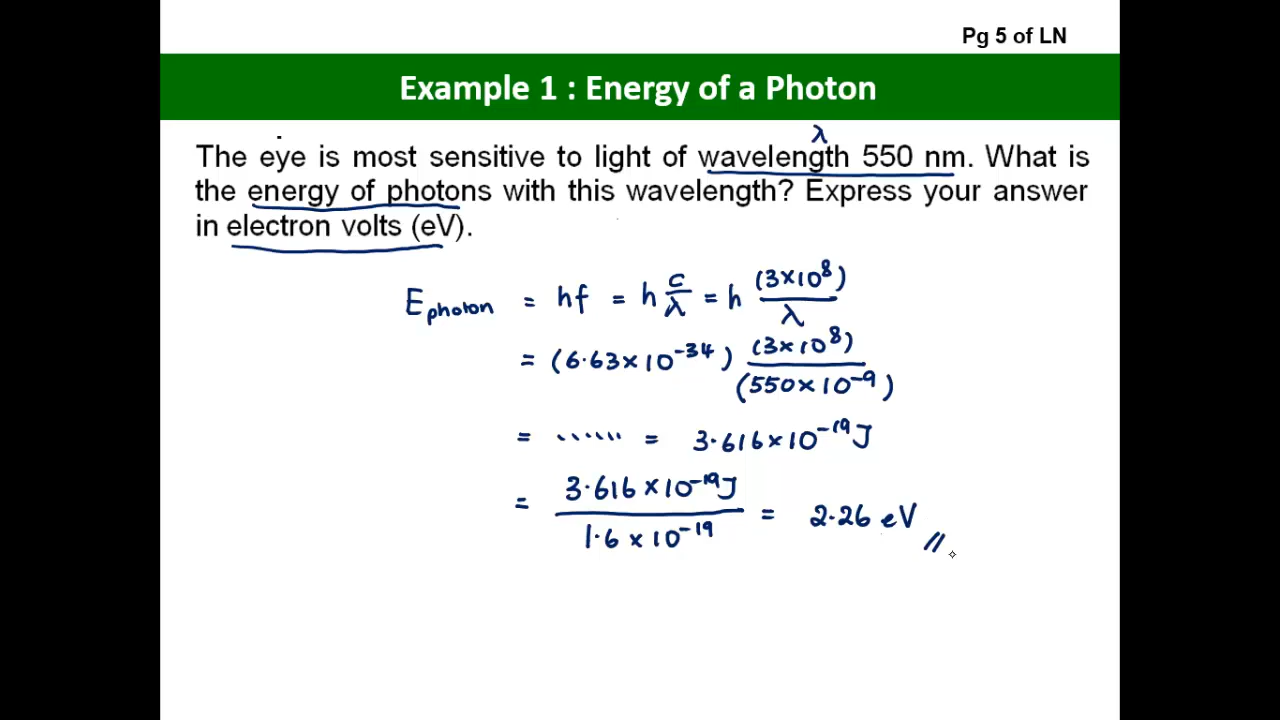 Pg 5 of LN
Example 1 : Energy of a Photon
λ
The eye is most sensitive to light of wavelength 550 nm. What is
the energy of photons with this wavelength? Express your answer
in electron volts (eV).
E photon = hf = h c/λ = h (3×10⁸)/λ
= (6.63×10⁻³⁴) (3×10⁸)/(550×10⁻⁹)
= ...... = 3.616×10⁻¹⁹J
= 3.616×10⁻¹⁹J/1.6×10⁻¹⁹ = 2.26 eV //